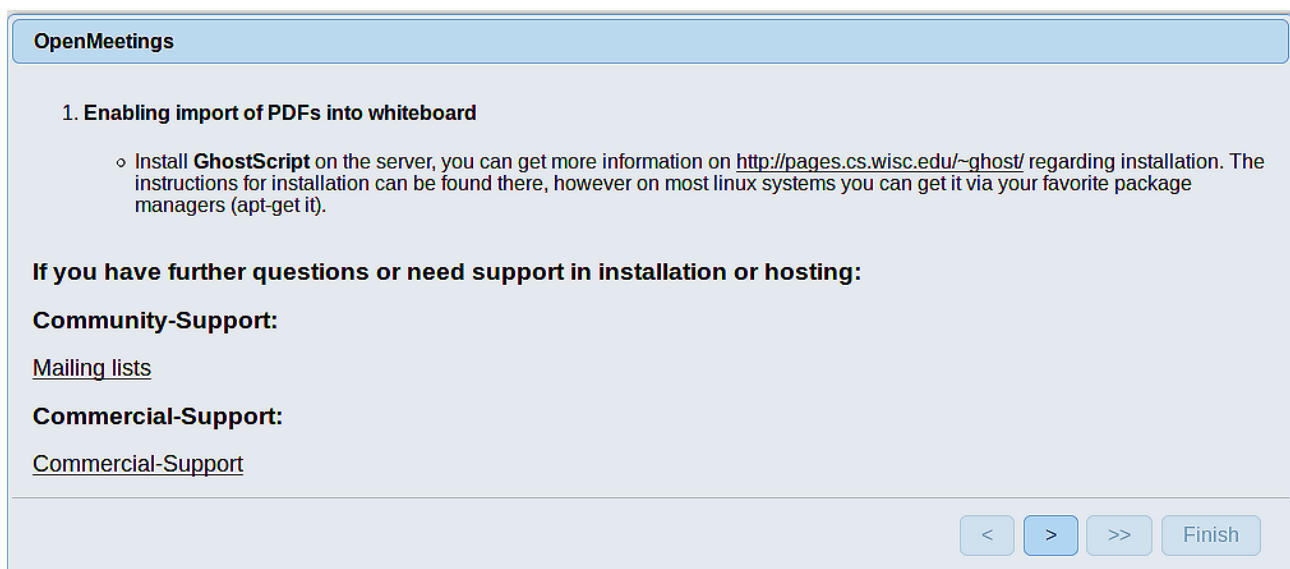 OpenMeetings
1. Enabling import of PDFs into whiteboard
Install GhostScript on the server, you can get more information on http://pages.cs.wisc.edu/~ghost/ regarding installation. The
instructions for installation can be found there, however on most linux systems you can get it via your favorite package
managers (apt-get it).
If you have further questions or need support in installation or hosting:
Community-Support:
Mailing lists
Commercial-Support:
Commercial-Support
< > >> Finish